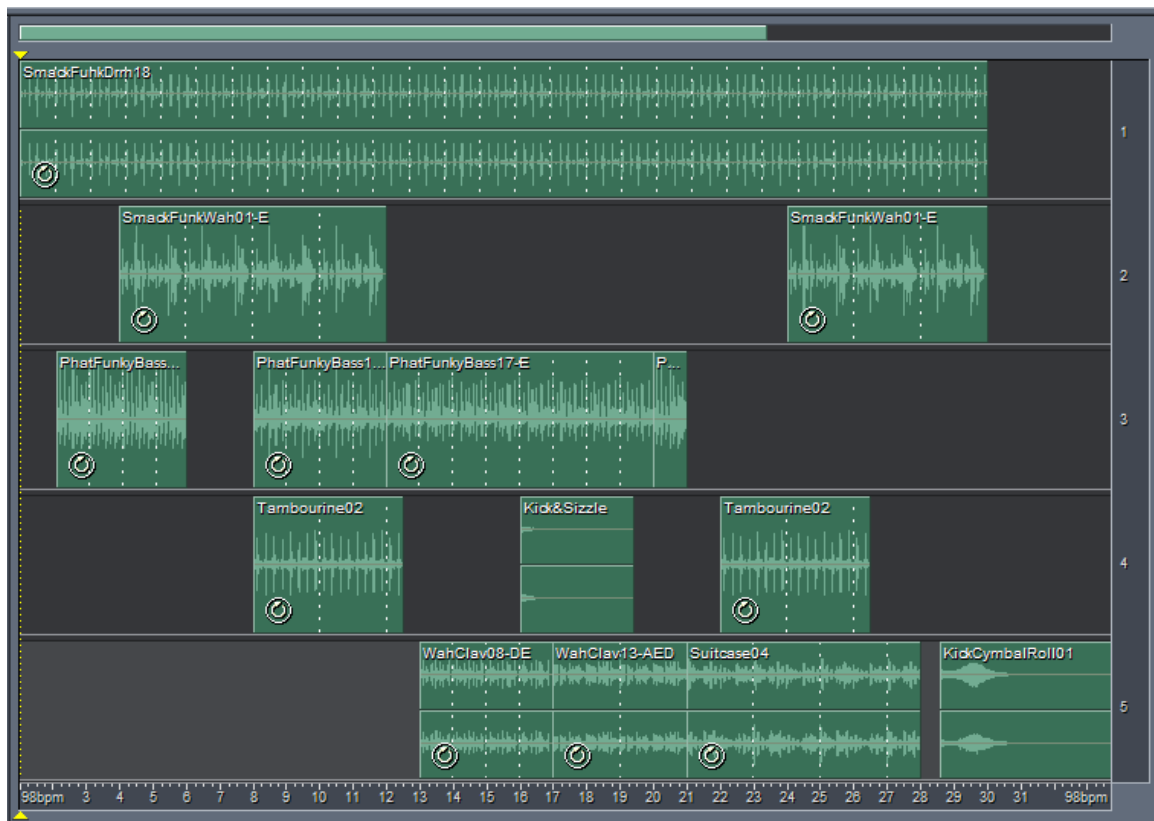 SmackFunkDrrh18
1
SmackFunkWah01-E SmackFunkWah01-E
2
PhatFunkyBass... PhatFunkyBass1... PhatFunkyBass17-E P...
3
Tambourine02 Kick&Sizzle Tambourine02
4
WahClav08-DE WahClav13-AED Suitcase04 KickCymbalRoll01
5
98bpm 3 4 5 6 7 8 9 10 11 12 13 14 15 16 17 18 19 20 21 22 23 24 25 26 27 28 29 30 31 98bpm